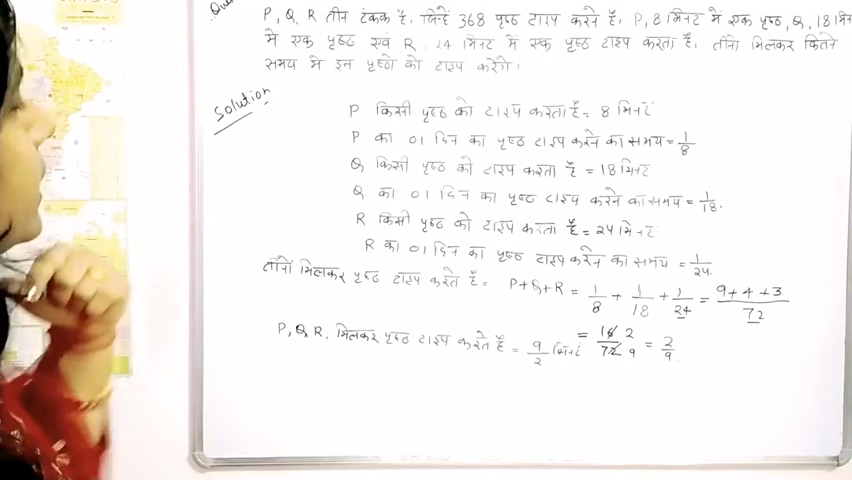 Que
P, Q, R तीन टंकक है, जिन्हें 368 पृष्ठ टाइप करने है, P, 8 मिनट में एक पृष्ठ, Q, 18 मिन
में एक पृष्ठ एवं R, 24 मिनट में एक पृष्ठ टाइप करता है, तीनों मिलकर कितने
समय मे इन पृष्ठो को टाइप करेंगे।
Solution
P किसी पृष्ठ को टाइप करता है = 8 मिनट
P का 01 दिन का पृष्ठ टाइप करने का समय = 1/8
Q किसी पृष्ठ को टाइप करता है = 18 मिनट
Q का 01 दिन का पृष्ठ टाइप करने का समय = 1/18.
R किसी पृष्ठ को टाइप करता है = 24 मिनट
R का 01 दिन का पृष्ठ टाइप करने का समय = 1/24.
तीनों मिलकर पृष्ठ टाइप करते है = P+Q+R = 1/8 + 1/18 + 1/24 = 9+4+3/72
= 16/72 2/9 = 2/9.
P, Q, R, मिलकर पृष्ठ टाइप करते है = 9/2 मिनट